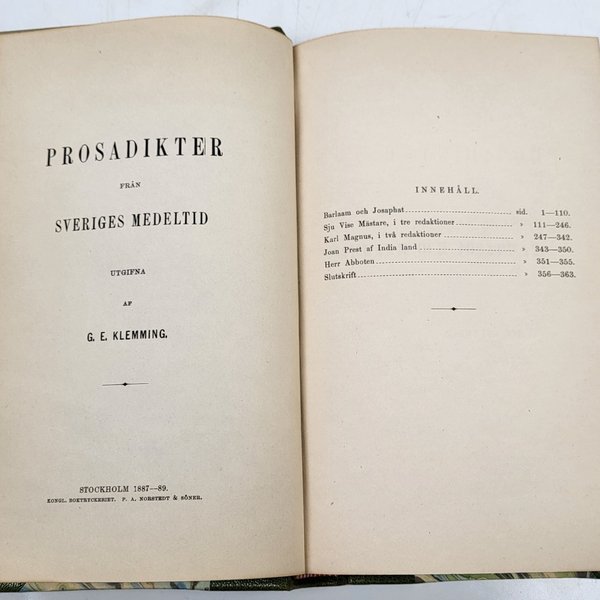 PROSADIKTER
FRÅN
SVERIGES MEDELTID
UTGIFNA
AF
G. E. KLEMMING.
STOCKHOLM 1887—89.
KONGL. BOKTRYCKERIET. P. A. NORSTEDT & SÖNER.
INNEHÅLL.
Barlaam och Josaphat sid. 1—110.
Sju Vise Mästare, i tre redaktioner » 111—246.
Karl Magnus, i två redaktioner » 247—342.
Joan Prest af India land » 343—350.
Herr Abboten » 351—355.
Slutskrift » 356—363.